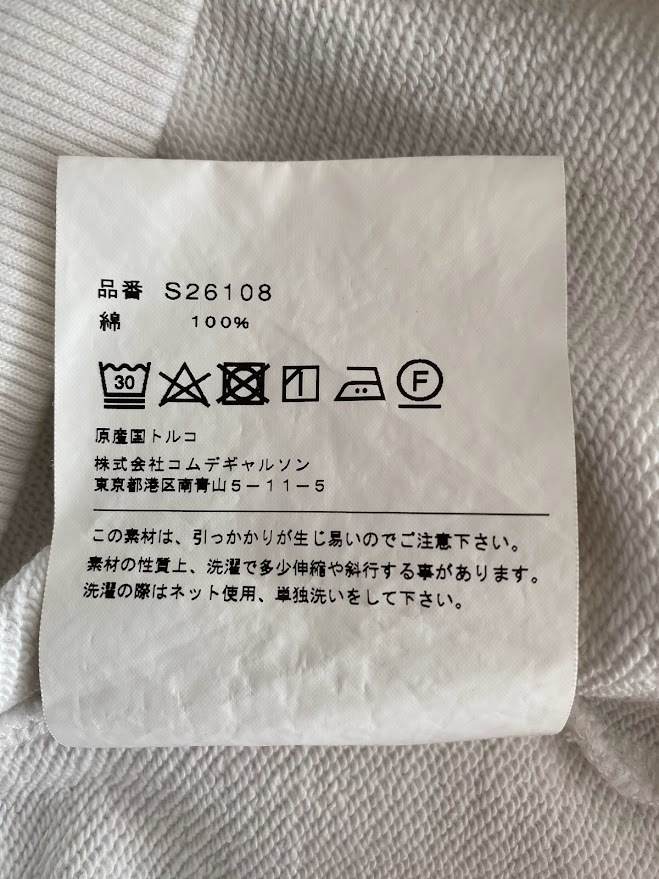 品番 S26108
綿 100%
30 F
原産国トルコ
株式会社コムデギャルソン
東京都港区南青山5-11-5
この素材は、引っかかりが生じ易いのでご注意下さい。
素材の性質上、洗濯で多少伸縮や斜行する事があります。
洗濯の際はネット使用、単独洗いをして下さい。